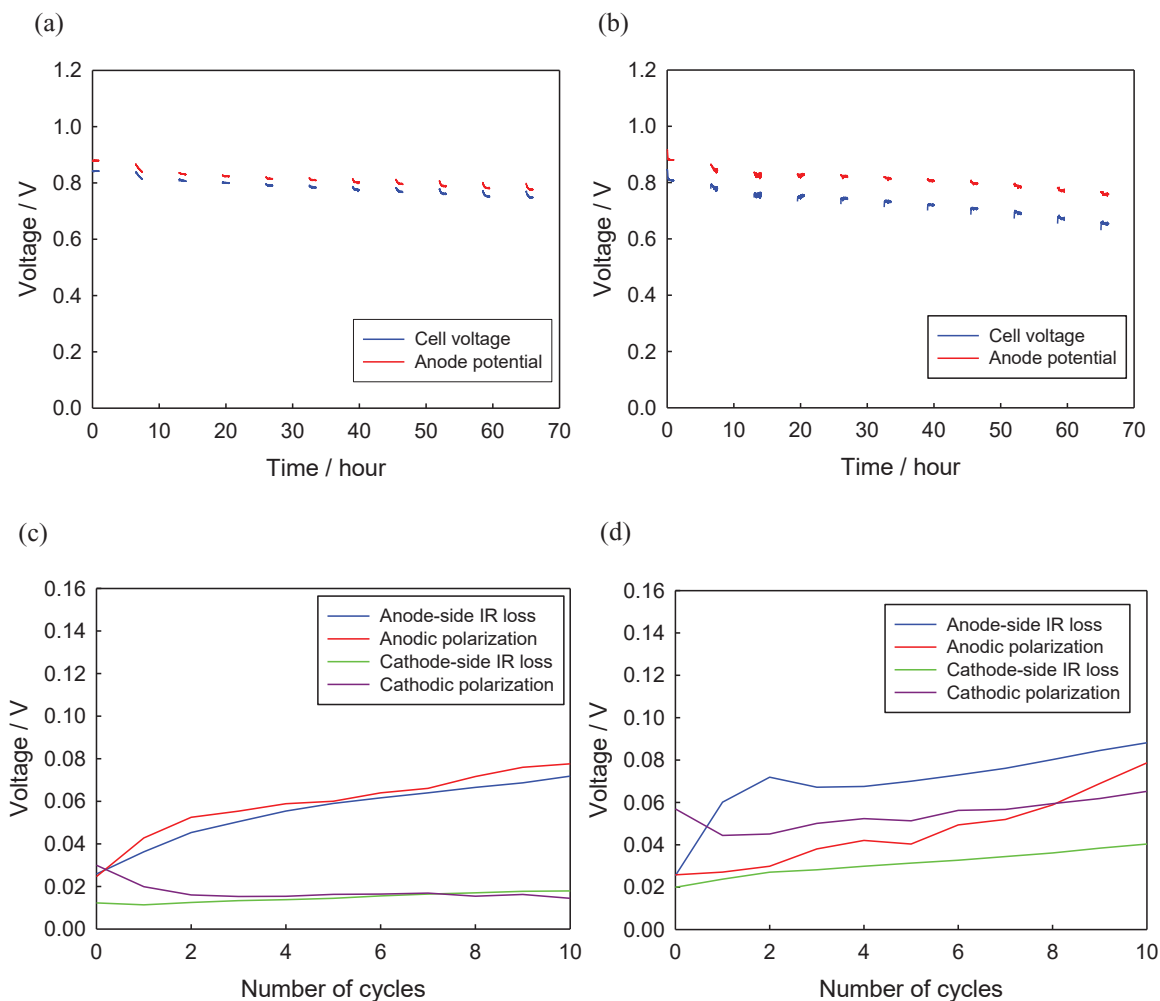 (a)
1.2
1.0
0.8
0.6
0.4
0.2
0.0
Voltage / V
Cell voltage
Anode potential
0 10 20 30 40 50 60 70
Time / hour
(b)
1.2
1.0
0.8
0.6
0.4
0.2
0.0
Voltage / V
Cell voltage
Anode potential
0 10 20 30 40 50 60 70
Time / hour
(c)
0.16
0.14
0.12
0.10
0.08
0.06
0.04
0.02
0.00
Voltage / V
Anode-side IR loss
Anodic polarization
Cathode-side IR loss
Cathodic polarization
0 2 4 6 8 10
Number of cycles
(d)
0.16
0.14
0.12
0.10
0.08
0.06
0.04
0.02
0.00
Voltage / V
Anode-side IR loss
Anodic polarization
Cathode-side IR loss
Cathodic polarization
0 2 4 6 8 10
Number of cycles